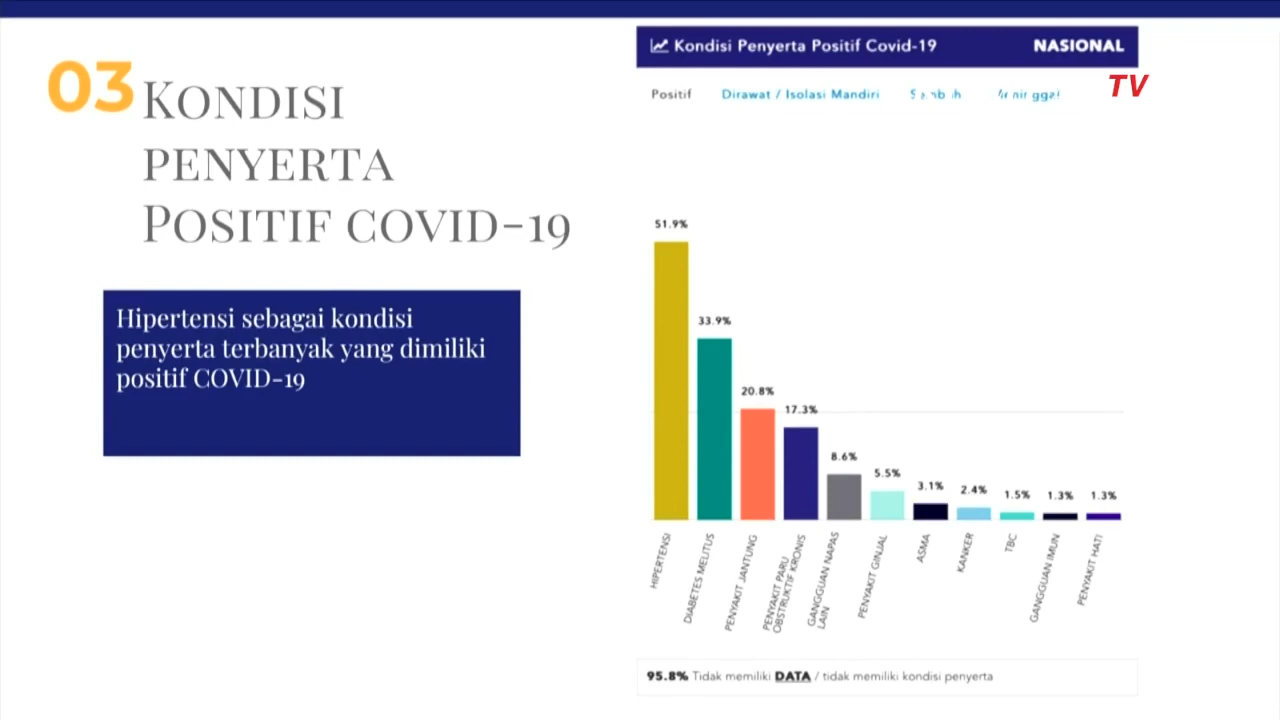 03 KONDISI
PENYERTA
POSITIF COVID-19
Hipertensi sebagai kondisi
penyerta terbanyak yang dimiliki
positif COVID-19
Kondisi Penyerta Positif Covid-19 NASIONAL
Positif Dirawat / Isolasi Mandiri
TV
51.9%
33.9%
20.8%
17.3%
8.6%
5.5%
3.1%
2.4%
1.5%
1.3%
1.3%
HIPERTENSI
DIABETES MELITUS
PENYAKIT JANTUNG
PENYAKIT PARU
OBSTRUKTIF KRONIS
GANGGUAN NAPAS
LAIN
PENYAKIT GINJAL
ASMA
KANKER
TBC
GANGGUAN IMUN
PENYAKIT HATI
95.8% Tidak memiliki DATA / tidak memiliki kondisi penyerta